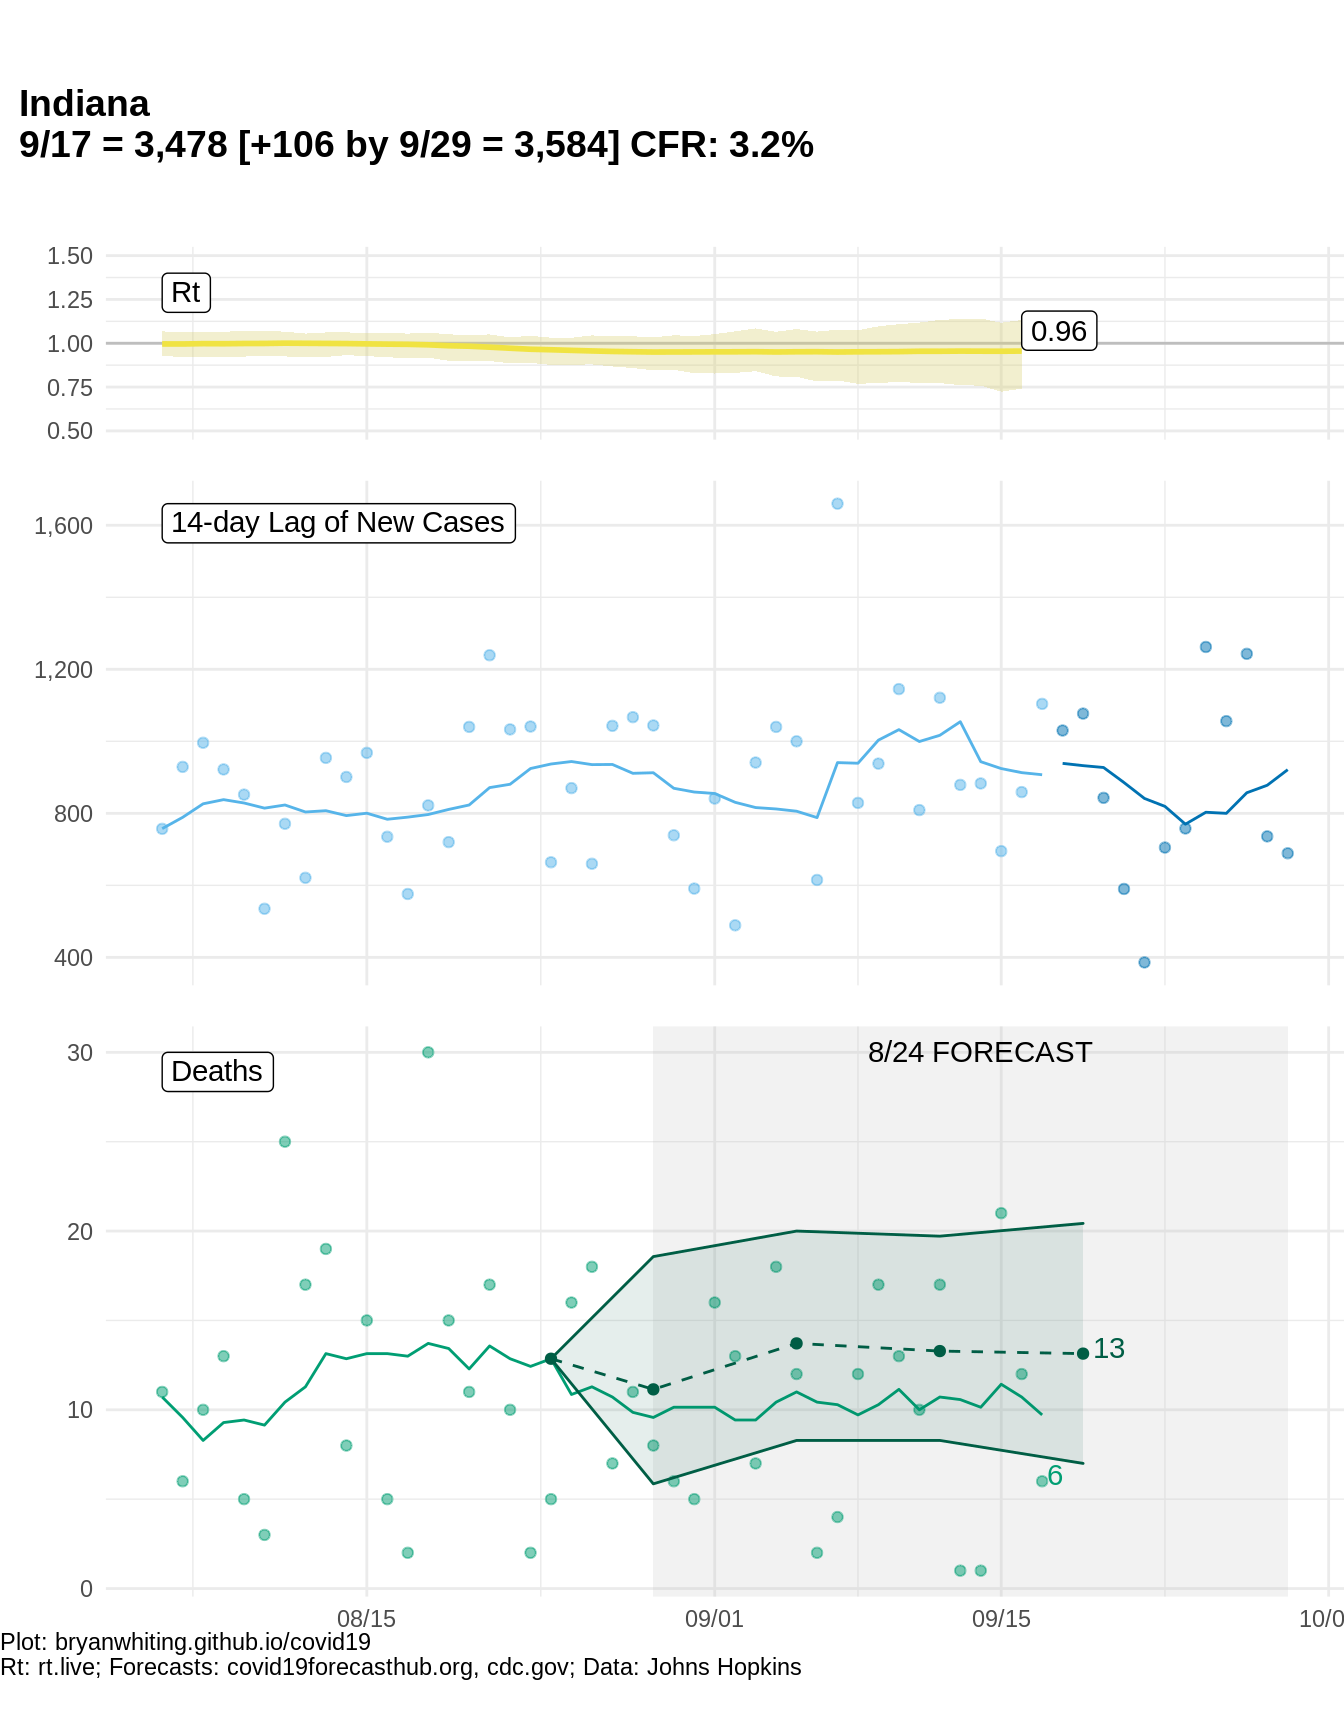 Indiana
9/17 = 3,478 [+106 by 9/29 = 3,584] CFR: 3.2%
1.50
1.25
1.00
0.75
0.50
Rt
0.96
1,600
1,200
800
400
14-day Lag of New Cases
30
20
10
0
Deaths
8/24 FORECAST
13
6
08/15
09/01
09/15
10/0
Plot: bryanwhiting.github.io/covid19
Rt: rt.live; Forecasts: covid19forecasthub.org, cdc.gov; Data: Johns Hopkins